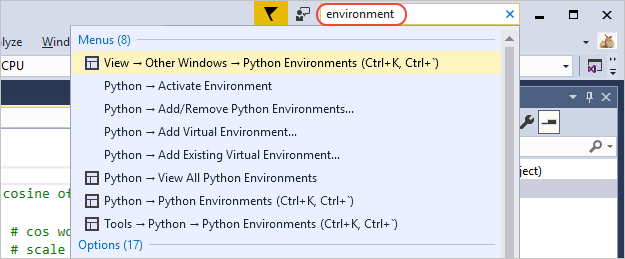 environment
lyze Wind
Menus (8)
View → Other Windows → Python Environments (Ctrl+K, Ctrl+`)
CPU
Python → Activate Environment
Python → Add/Remove Python Environments...
Python → Add Virtual Environment...
Python → Add Existing Virtual Environment...
ject)
Python → View All Python Environments
cosine of
Python → Python Environments (Ctrl+K, Ctrl+`)
Tools → Python → Python Environments (Ctrl+K, Ctrl+`)
# cos wo
Options (17)
# scale